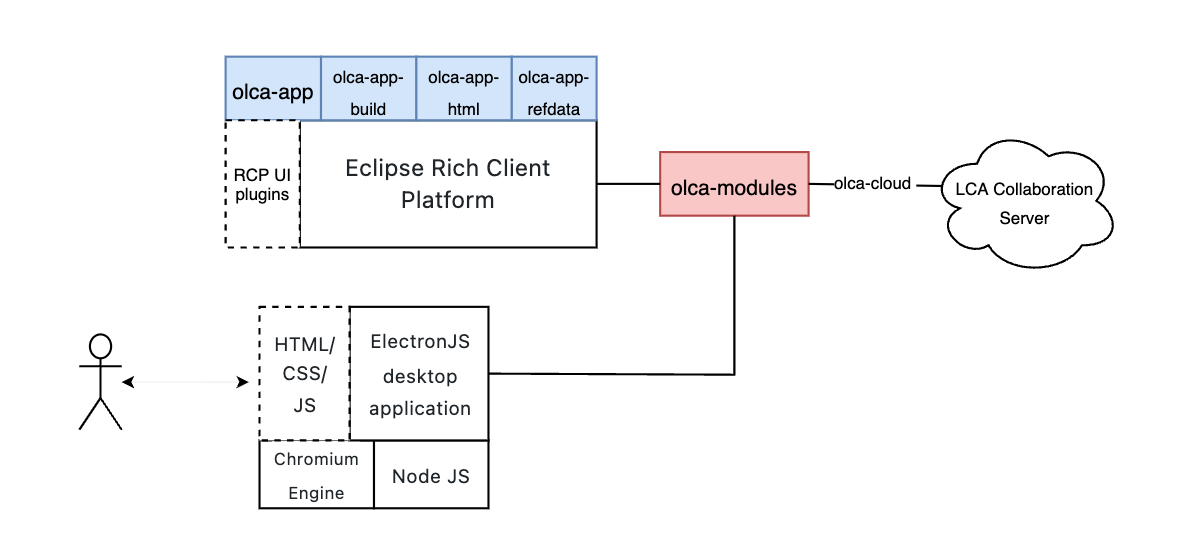 olca-app
olca-app-
build
olca-app-
html
olca-app-
refdata
RCP UI
plugins
Eclipse Rich Client
Platform
olca-modules
olca-cloud
LCA Collaboration
Server
HTML/
CSS/
JS
ElectronJS
desktop
application
Chromium
Engine
Node JS